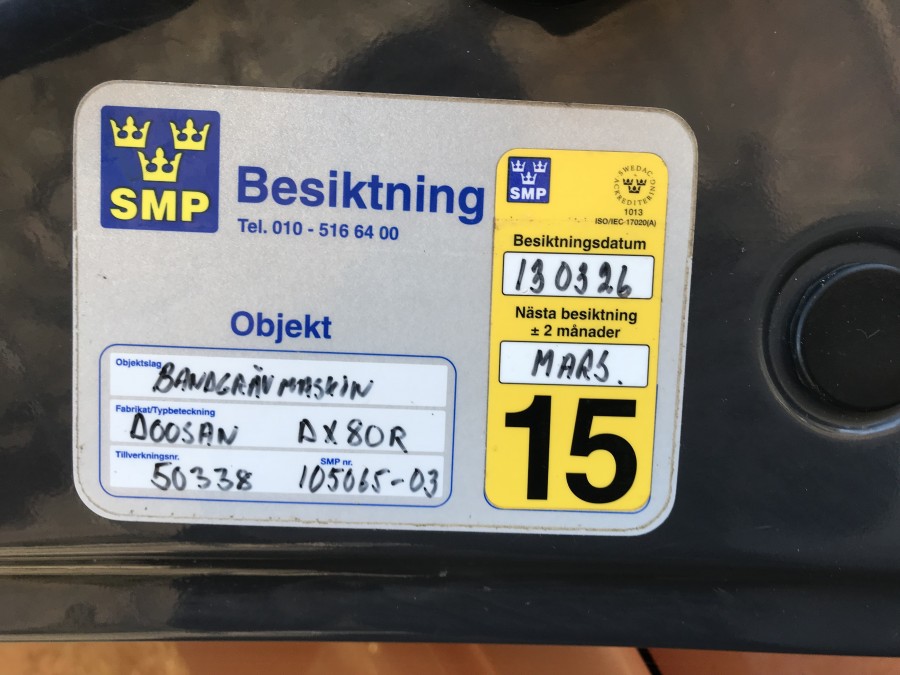 SMP
Besiktning
Tel. 010 - 516 64 00
Objekt
Objektslag
BANDGRÄVMASKIN
Fabrikat/Typbeteckning
DOOSAN DX80R
Tillverkningsnr. SMP nr.
50338 105065-03
SMP
SWEDAC ACKREDITERING
1013
ISO/IEC-17020(A)
Besiktningsdatum
130326
Nästa besiktning
± 2 månader
MARS.
15